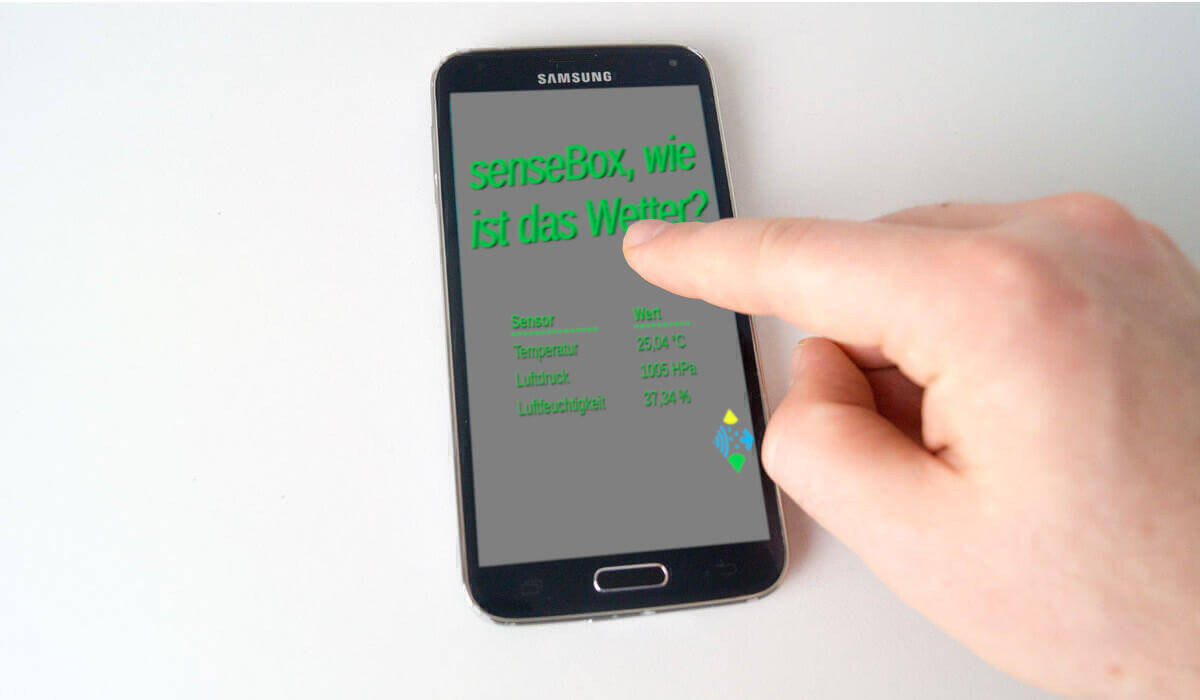 SAMSUNG
senseBox, wie
ist das Wetter?
Sensor Wert
Temperatur 25,04 °C
Luftdruck 1005 HPa
Luftfeuchtigkeit 37,34 %